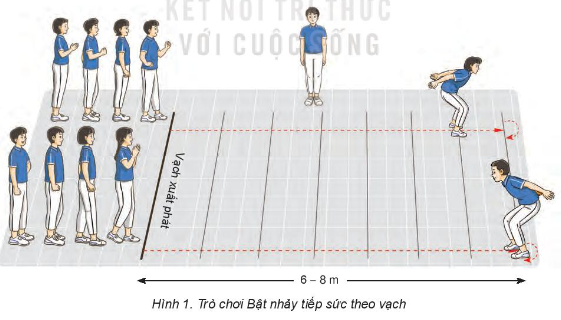 KẾT NỐI TRI THỨC
VỚI CUỘC SỐNG
Vạch xuất phát
6 – 8 m
Hình 1. Trò chơi Bật nhảy tiếp sức theo vạch